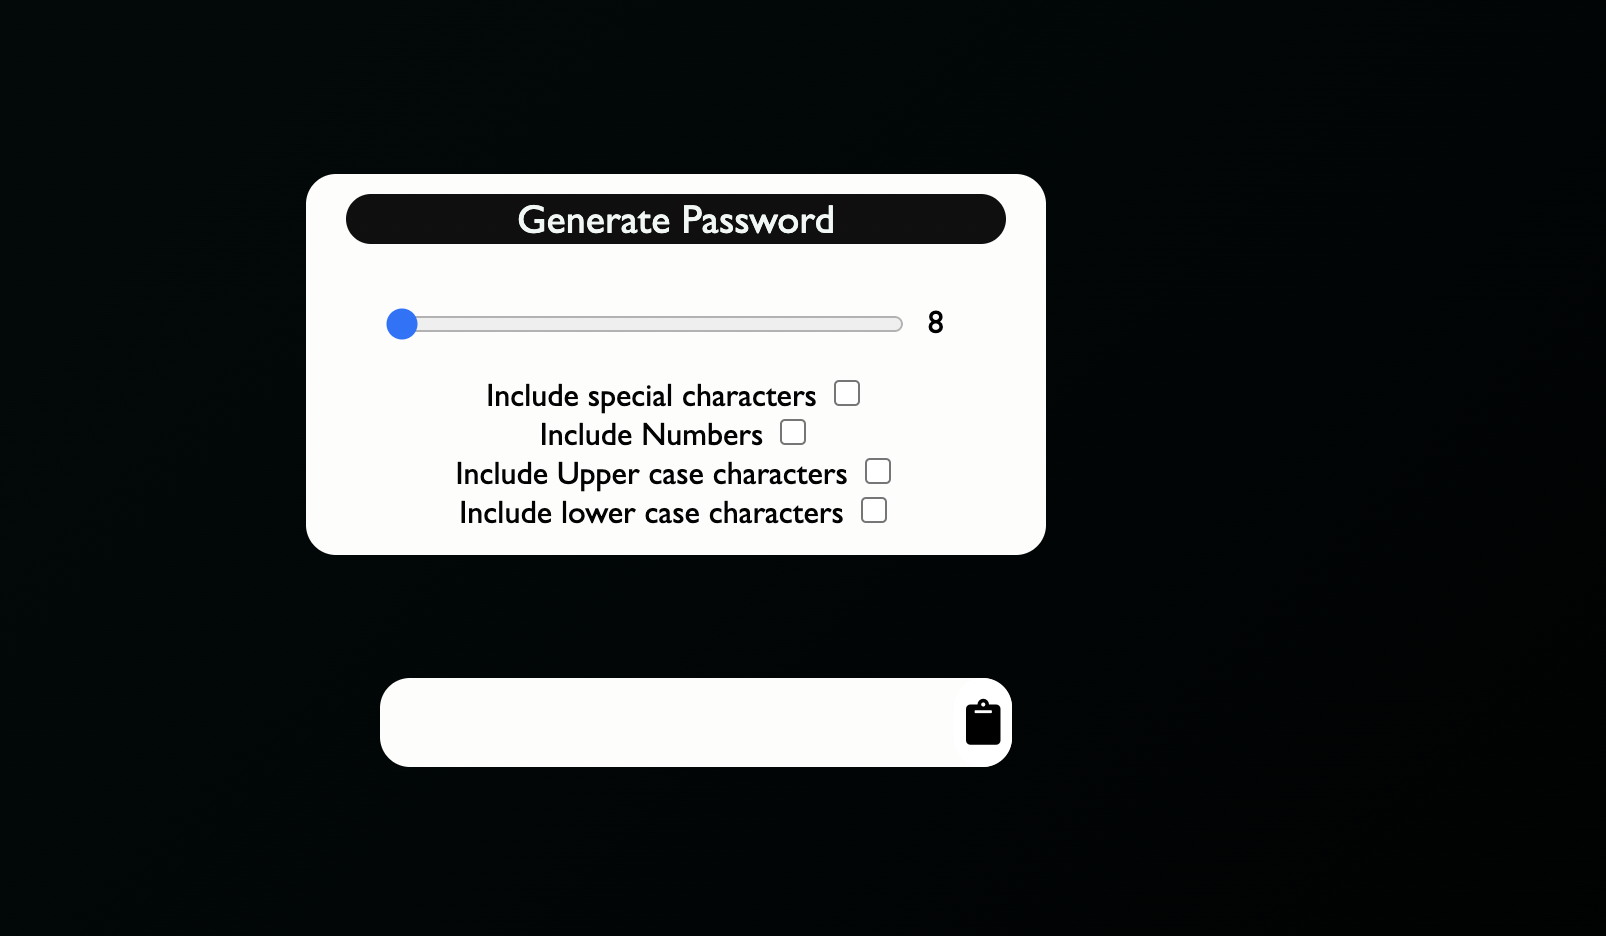 Generate Password
8
Include special characters
Include Numbers
Include Upper case characters
Include lower case characters